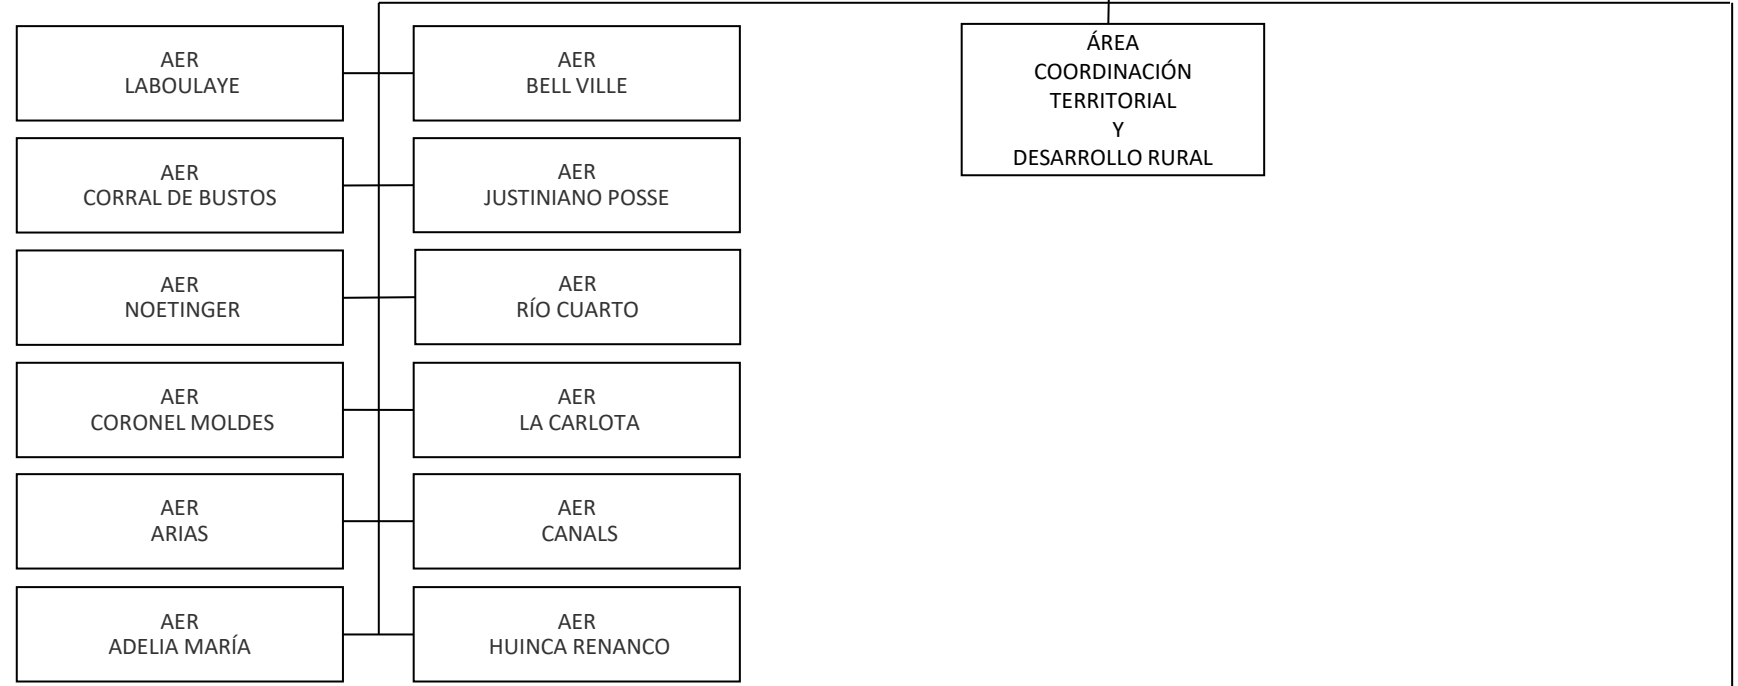 AER
LABOULAYE
AER
BELL VILLE
ÁREA
COORDINACIÓN
TERRITORIAL
Y
DESARROLLO RURAL
AER
CORRAL DE BUSTOS
AER
JUSTINIANO POSSE
AER
NOETINGER
AER
RÍO CUARTO
AER
CORONEL MOLDES
AER
LA CARLOTA
AER
ARIAS
AER
CANALS
AER
ADELIA MARÍA
AER
HUINCA RENANCO